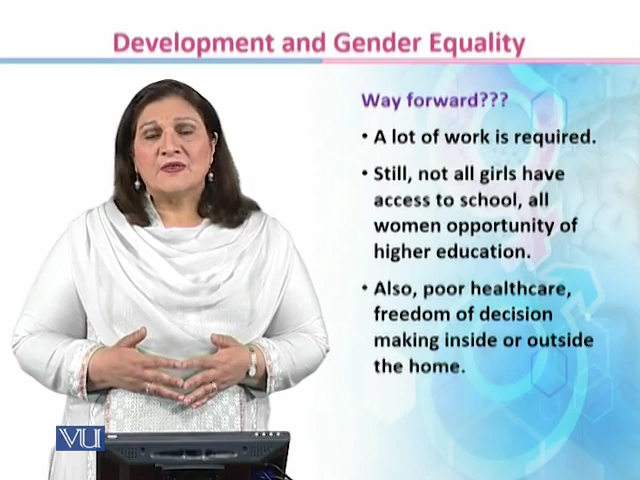 Development and Gender Equality
Way forward???
• A lot of work is required.
• Still, not all girls have
access to school, all
women opportunity of
higher education.
• Also, poor healthcare,
freedom of decision
making inside or outside
the home.
VU